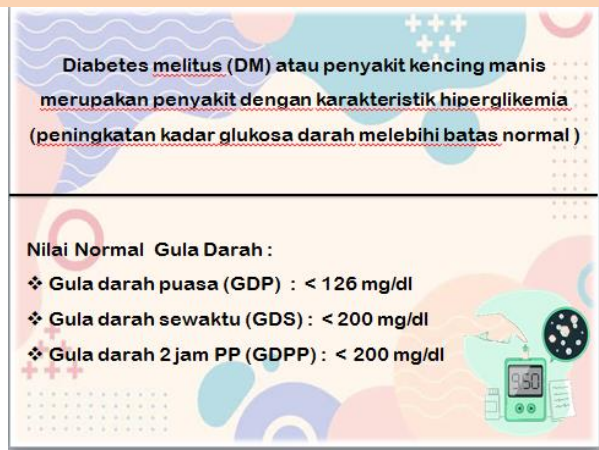 Diabetes melitus (DM) atau penyakit kencing manis
merupakan penyakit dengan karakteristik hiperglikemia
(peningkatan kadar glukosa darah melebihi batas normal )
Nilai Normal Gula Darah :
❖ Gula darah puasa (GDP) : < 126 mg/dl
❖ Gula darah sewaktu (GDS) : < 200 mg/dl
❖ Gula darah 2 jam PP (GDPP) : < 200 mg/dl